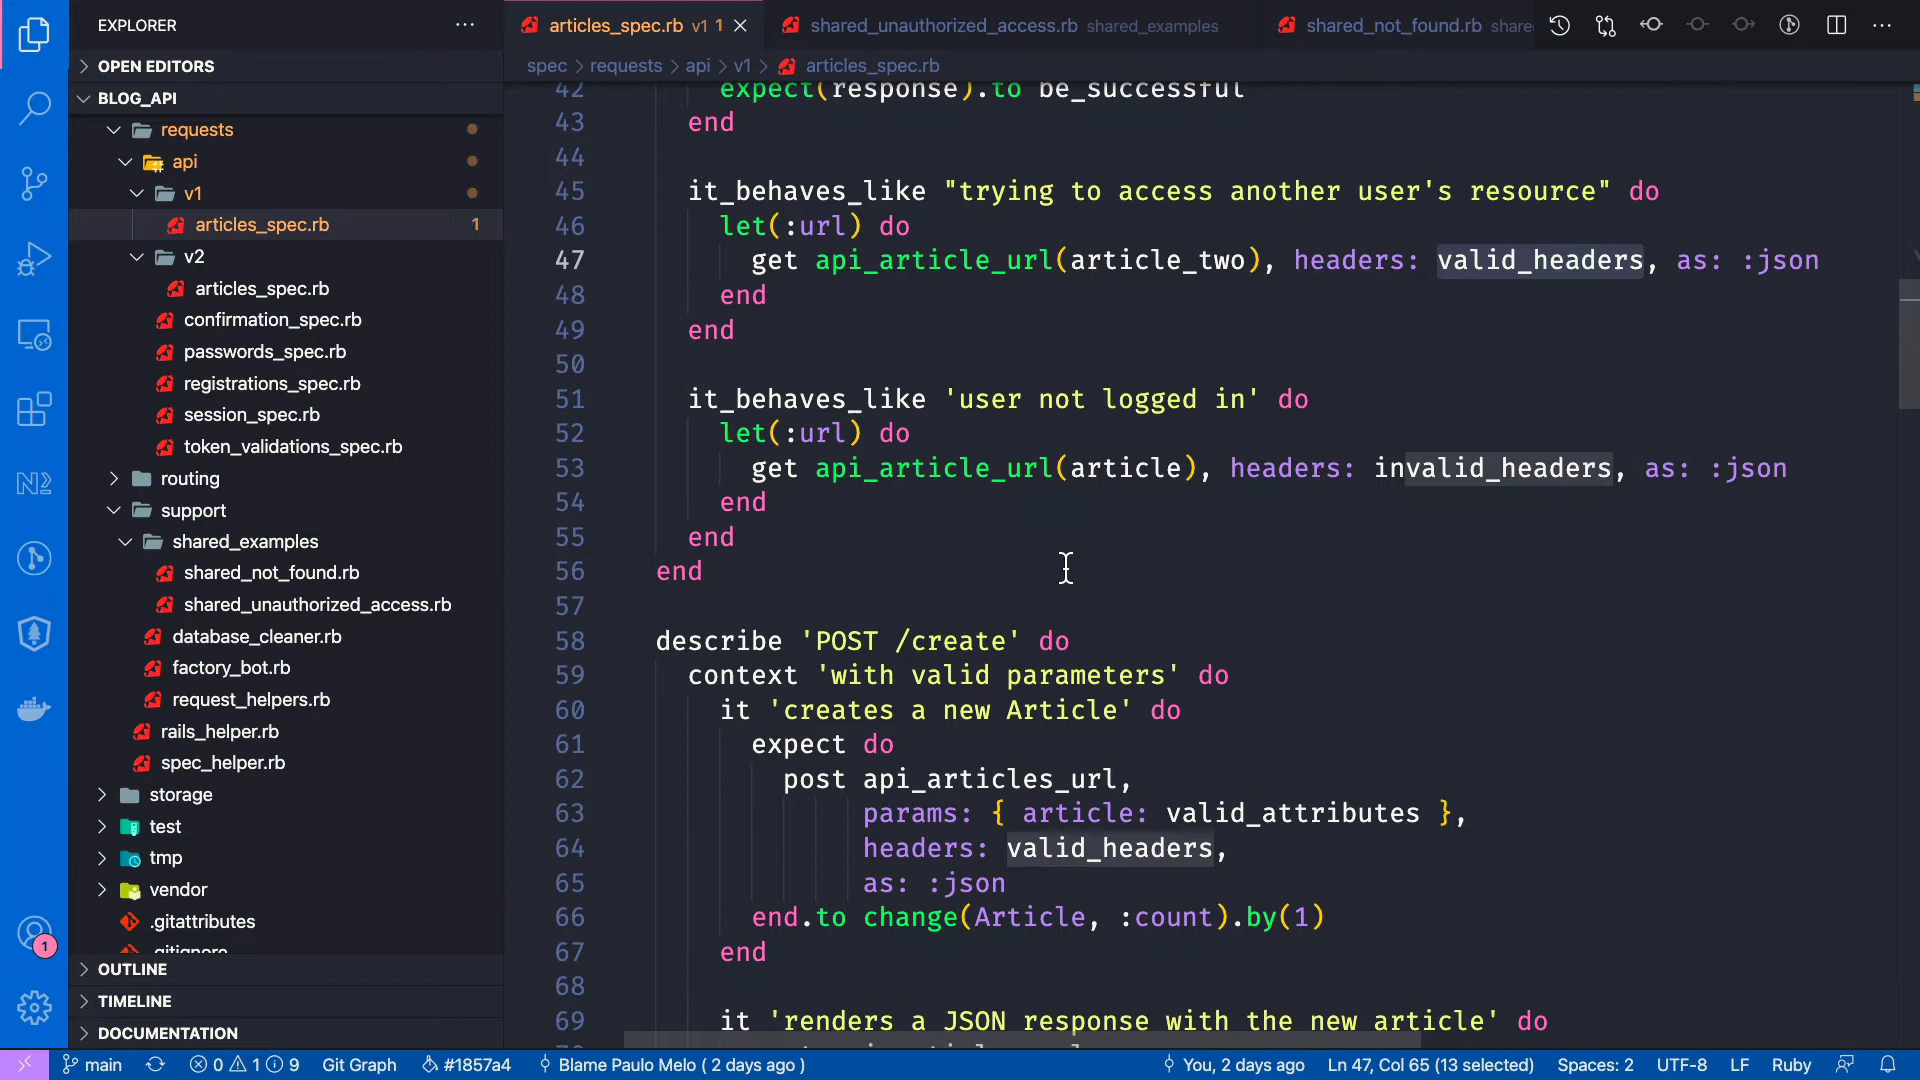 EXPLORER
OPEN EDITORS
BLOG_API
requests
api
v1
articles_spec.rb 1
v2
articles_spec.rb
confirmation_spec.rb
passwords_spec.rb
registrations_spec.rb
session_spec.rb
token_validations_spec.rb
routing
support
shared_examples
shared_not_found.rb
shared_unauthorized_access.rb
database_cleaner.rb
factory_bot.rb
request_helpers.rb
rails_helper.rb
spec_helper.rb
storage
test
tmp
vendor
.gitattributes
.gitignore
OUTLINE
TIMELINE
DOCUMENTATION
1
articles_spec.rb v1 1 shared_unauthorized_access.rb shared_examples shared_not_found.rb share
spec > requests > api > v1 > articles_spec.rb
42 expect(response).to be_successful
43 end
44
45 it_behaves_like "trying to access another user's resource" do
46 let(:url) do
47 get api_article_url(article_two), headers: valid_headers, as: :json
48 end
49 end
50
51 it_behaves_like 'user not logged in' do
52 let(:url) do
53 get api_article_url(article), headers: invalid_headers, as: :json
54 end
55 end
56 end
57
58 describe 'POST /create' do
59 context 'with valid parameters' do
60 it 'creates a new Article' do
61 expect do
62 post api_articles_url,
63 params: { article: valid_attributes },
64 headers: valid_headers,
65 as: :json
66 end.to change(Article, :count).by(1)
67 end
68
69 it 'renders a JSON response with the new article' do
main 0 1 9 Git Graph #1857a4 Blame Paulo Melo ( 2 days ago ) You, 2 days ago Ln 47, Col 65 (13 selected) Spaces: 2 UTF-8 LF Ruby